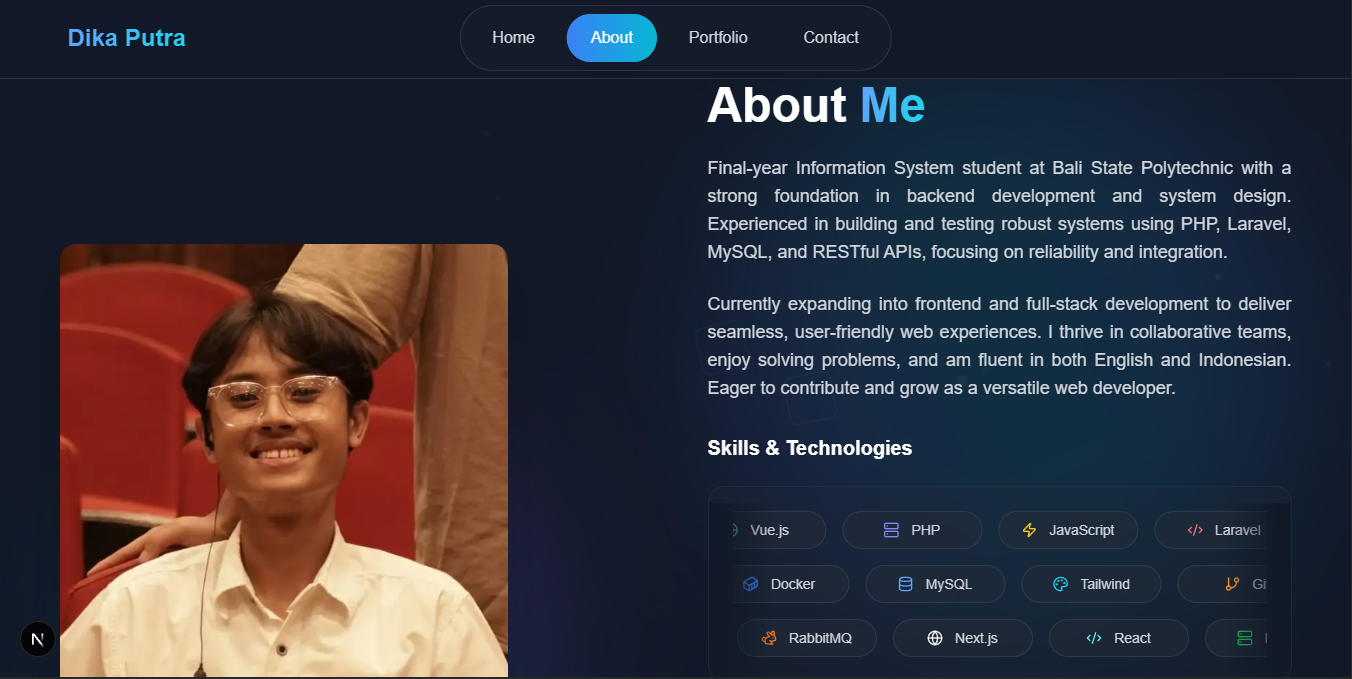 Dika Putra
Home
About
Portfolio
Contact
About Me
Final-year Information System student at Bali State Polytechnic with a
strong foundation in backend development and system design.
Experienced in building and testing robust systems using PHP, Laravel,
MySQL, and RESTful APIs, focusing on reliability and integration.
Currently expanding into frontend and full-stack development to deliver
seamless, user-friendly web experiences. I thrive in collaborative teams,
enjoy solving problems, and am fluent in both English and Indonesian.
Eager to contribute and grow as a versatile web developer.
Skills & Technologies
Vue.js
PHP
JavaScript
Laravel
Docker
MySQL
Tailwind
RabbitMQ
Next.js
React
N